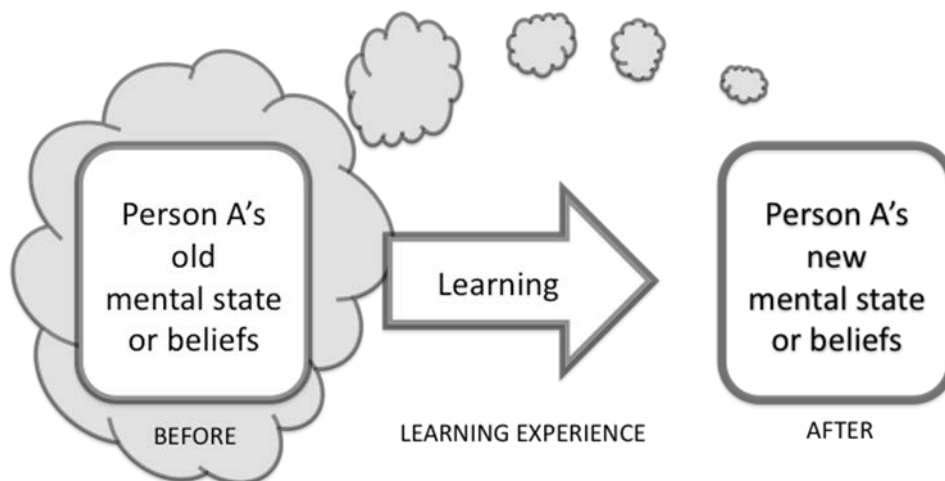 Person A's
old
mental state
or beliefs
BEFORE
Learning
LEARNING EXPERIENCE
Person A's
new
mental state
or beliefs
AFTER